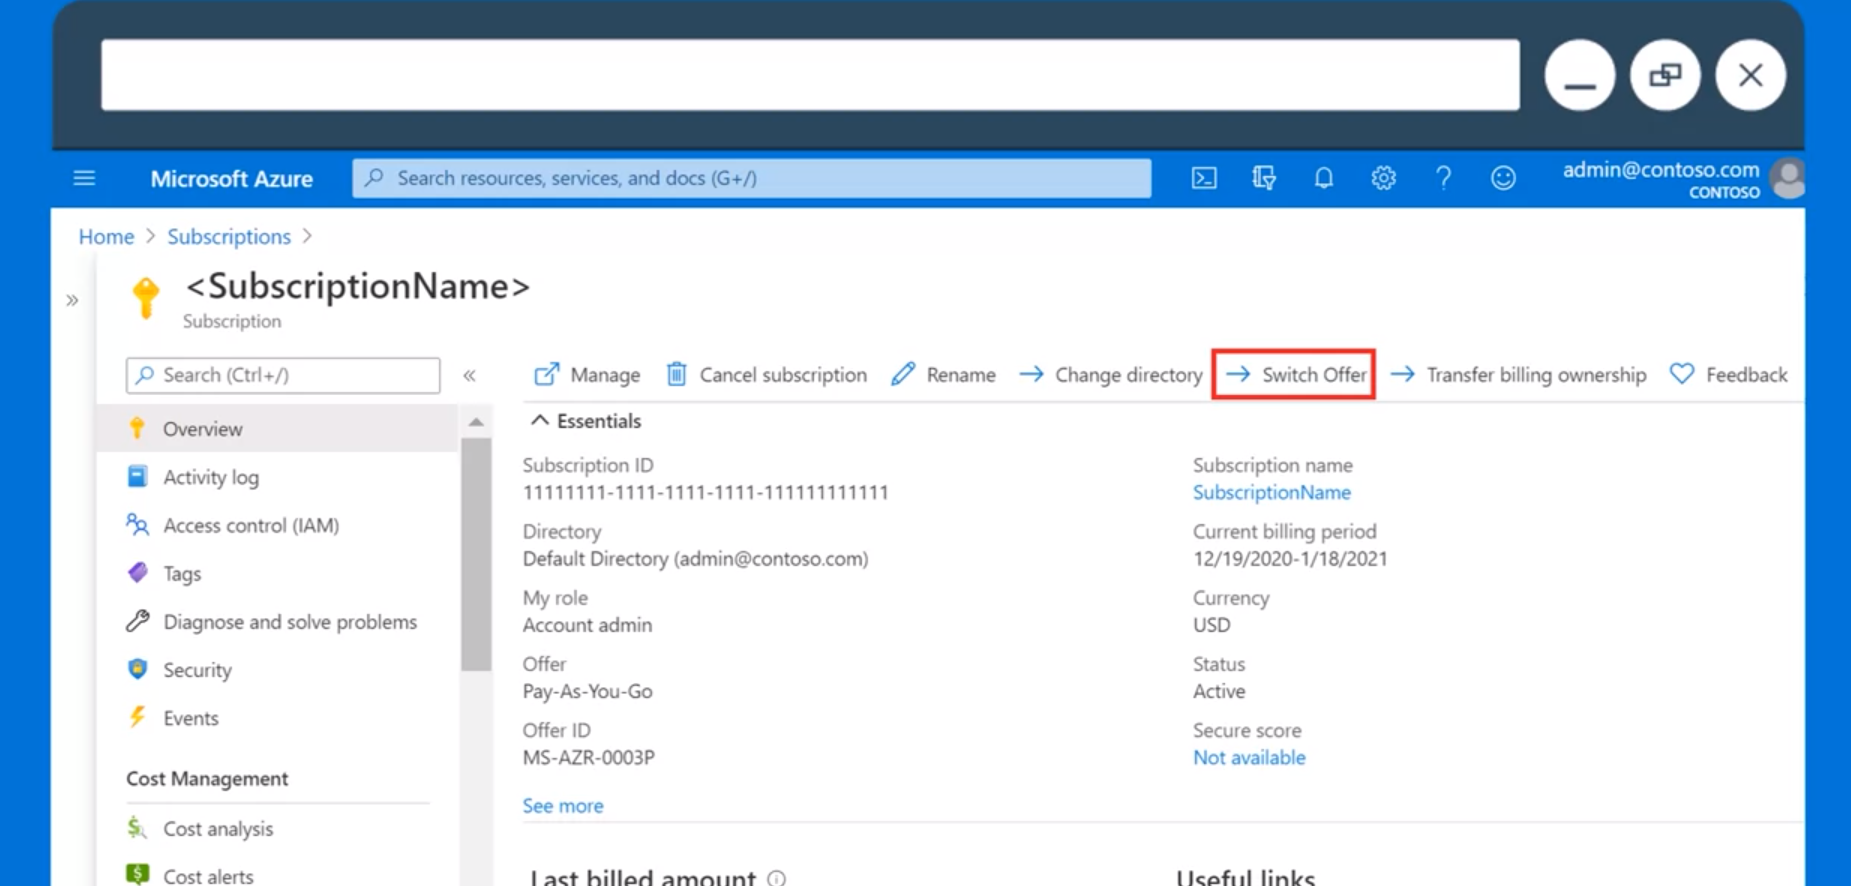 Microsoft Azure
Search resources, services, and docs (G+/)
admin@contoso.com
CONTOSO
Home > Subscriptions >
<SubscriptionName>
Subscription
Search (Ctrl+/)
Manage
Cancel subscription
Rename
Change directory
Switch Offer
Transfer billing ownership
Feedback
Overview
Activity log
Access control (IAM)
Tags
Diagnose and solve problems
Security
Events
Cost Management
Cost analysis
Cost alerts
Essentials
Subscription ID
11111111-1111-1111-1111-111111111111
Directory
Default Directory (admin@contoso.com)
My role
Account admin
Offer
Pay-As-You-Go
Offer ID
MS-AZR-0003P
See more
Subscription name
SubscriptionName
Current billing period
12/19/2020-1/18/2021
Currency
USD
Status
Active
Secure score
Not available
Last billed amount
Useful links